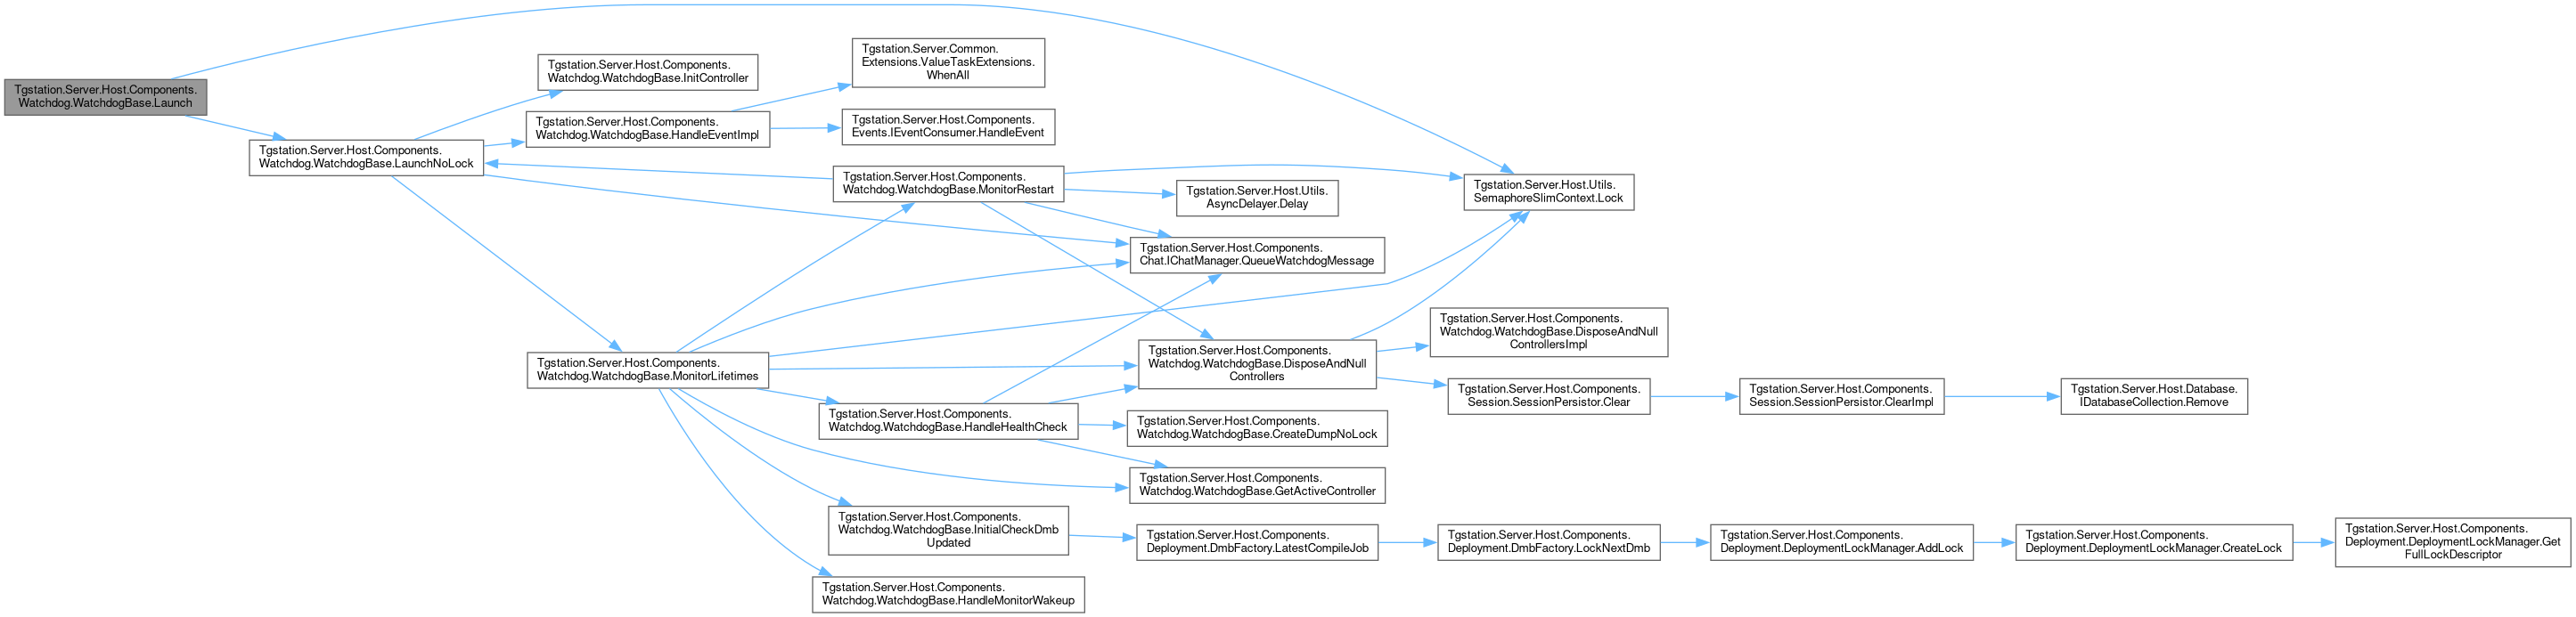 Tgstation.Server.Host.Components.
Watchdog.WatchdogBase.Launch
Tgstation.Server.Host.Components.
Watchdog.WatchdogBase.LaunchNoLock
Tgstation.Server.Host.Components.
Watchdog.WatchdogBase.InitController
Tgstation.Server.Host.Components.
Watchdog.WatchdogBase.HandleEventImpl
Tgstation.Server.Host.Components.
Watchdog.WatchdogBase.MonitorLifetimes
Tgstation.Server.Common.
Extensions.ValueTaskExtensions.
WhenAll
Tgstation.Server.Host.Components.
Events.IEventConsumer.HandleEvent
Tgstation.Server.Host.Components.
Watchdog.WatchdogBase.MonitorRestart
Tgstation.Server.Host.Components.
Watchdog.WatchdogBase.HandleHealthCheck
Tgstation.Server.Host.Components.
Watchdog.WatchdogBase.InitialCheckDmb
Updated
Tgstation.Server.Host.Components.
Watchdog.WatchdogBase.HandleMonitorWakeup
Tgstation.Server.Host.Utils.
AsyncDelayer.Delay
Tgstation.Server.Host.Components.
Chat.IChatManager.QueueWatchdogMessage
Tgstation.Server.Host.Components.
Watchdog.WatchdogBase.DisposeAndNull
Controllers
Tgstation.Server.Host.Components.
Watchdog.WatchdogBase.CreateDumpNoLock
Tgstation.Server.Host.Components.
Watchdog.WatchdogBase.GetActiveController
Tgstation.Server.Host.Components.
Deployment.DmbFactory.LatestCompileJob
Tgstation.Server.Host.Utils.
SemaphoreSlimContext.Lock
Tgstation.Server.Host.Components.
Watchdog.WatchdogBase.DisposeAndNull
ControllersImpl
Tgstation.Server.Host.Components.
Session.SessionPersistor.Clear
Tgstation.Server.Host.Components.
Deployment.DmbFactory.LockNextDmb
Tgstation.Server.Host.Components.
Session.SessionPersistor.ClearImpl
Tgstation.Server.Host.Components.
Deployment.DeploymentLockManager.AddLock
Tgstation.Server.Host.Database.
IDatabaseCollection.Remove
Tgstation.Server.Host.Components.
Deployment.DeploymentLockManager.CreateLock
Tgstation.Server.Host.Components.
Deployment.DeploymentLockManager.Get
FullLockDescriptor